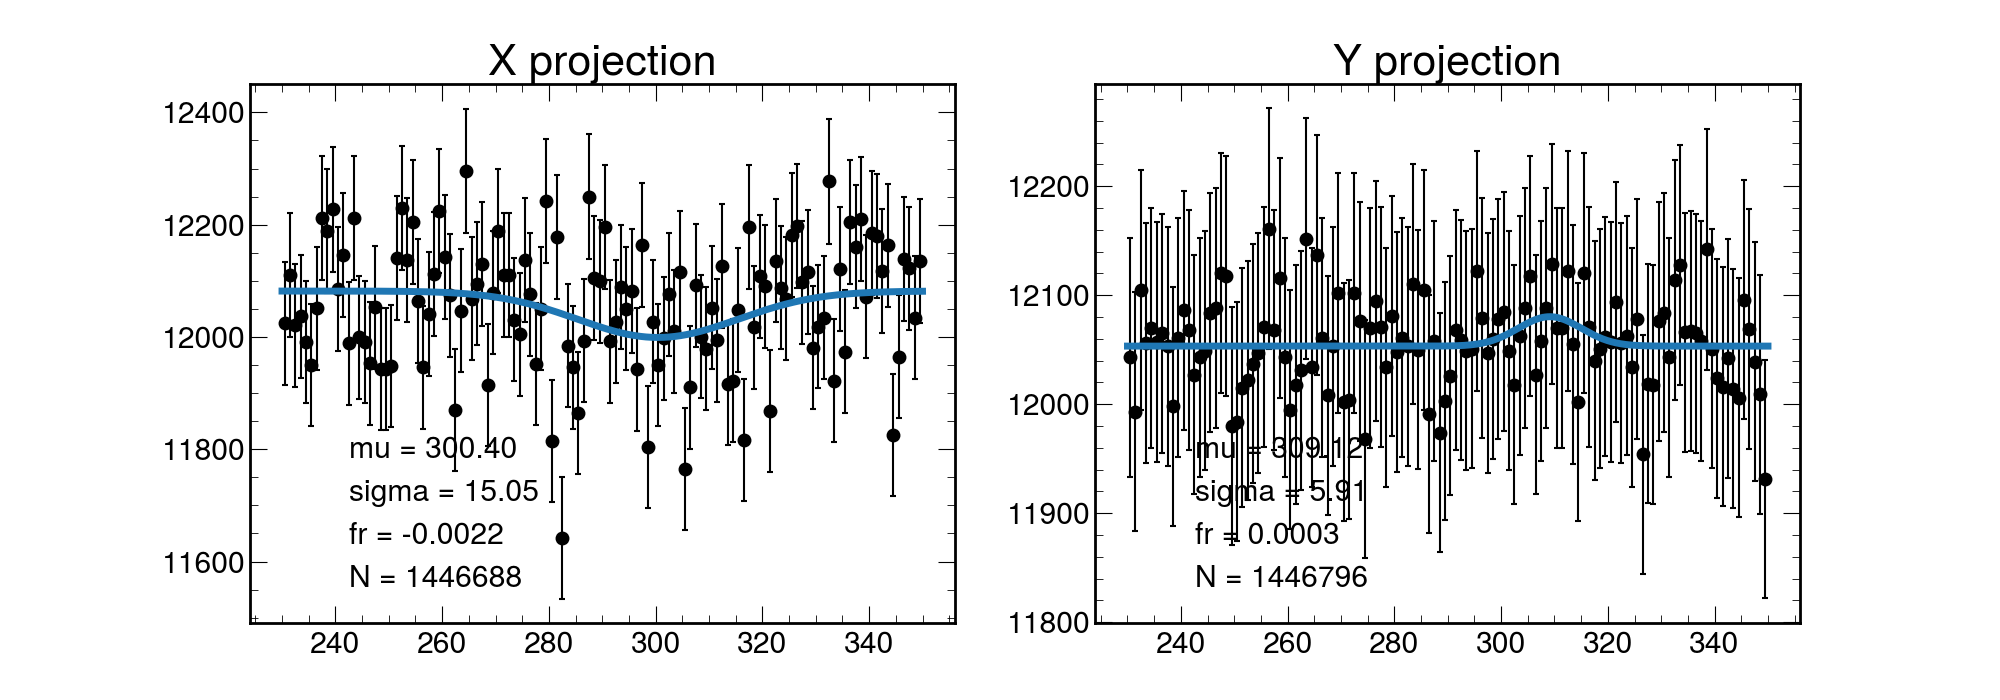 X projection
12400
12200
12000
11800
11600
mu = 300.40
sigma = 15.05
fr = -0.0022
N = 1446688
240 260 280 300 320 340
Y projection
12200
12100
12000
11900
11800
mu = 309.12
sigma = 5.91
fr = 0.0003
N = 1446796
240 260 280 300 320 340